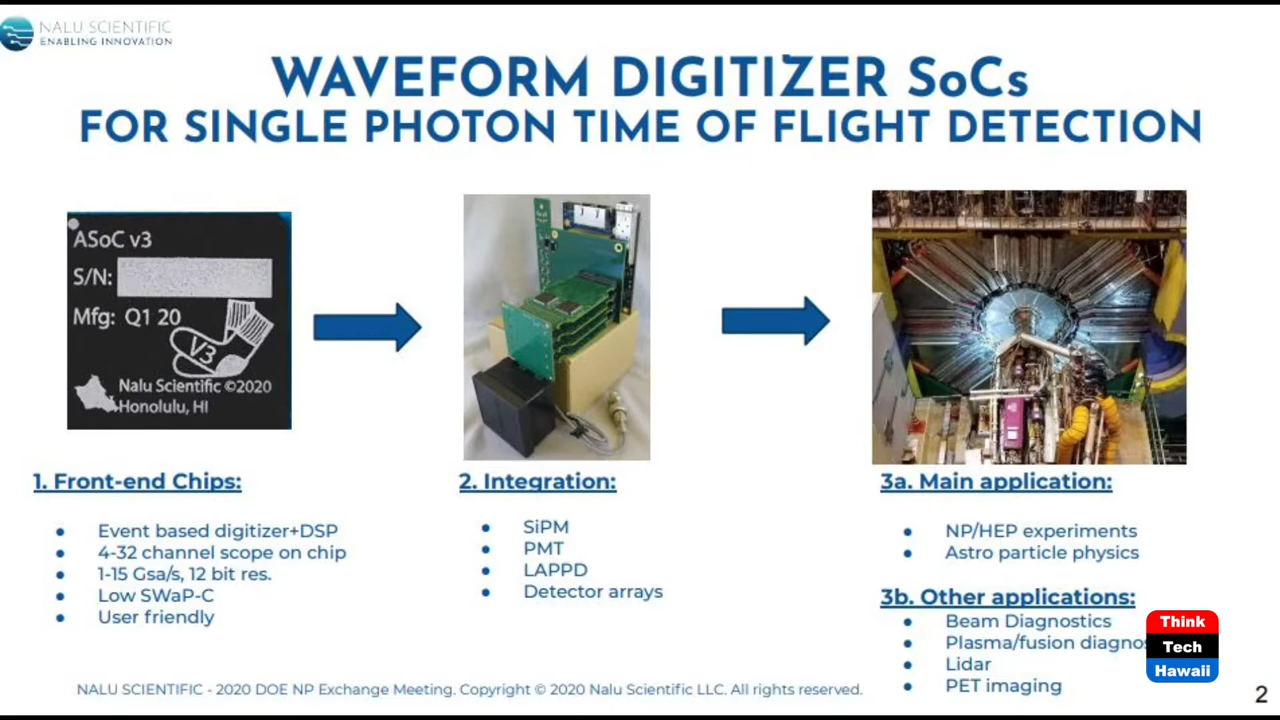 NALU SCIENTIFIC
ENABLING INNOVATION
WAVEFORM DIGITIZER SoCs
FOR SINGLE PHOTON TIME OF FLIGHT DETECTION
ASoC v3
S/N:
Mfg: Q1 20
V3
Nalu Scientific ©2020
Honolulu, HI
1. Front-end Chips:
● Event based digitizer+DSP
● 4-32 channel scope on chip
● 1-15 Gsa/s, 12 bit res.
● Low SWaP-C
● User friendly
2. Integration:
● SiPM
● PMT
● LAPPD
● Detector arrays
3a. Main application:
● NP/HEP experiments
● Astro particle physics
3b. Other applications:
● Beam Diagnostics
● Plasma/fusion diagnos
● Lidar
● PET imaging
Think
Tech
Hawaii
NALU SCIENTIFIC - 2020 DOE NP Exchange Meeting. Copyright © 2020 Nalu Scientific LLC. All rights reserved.
2